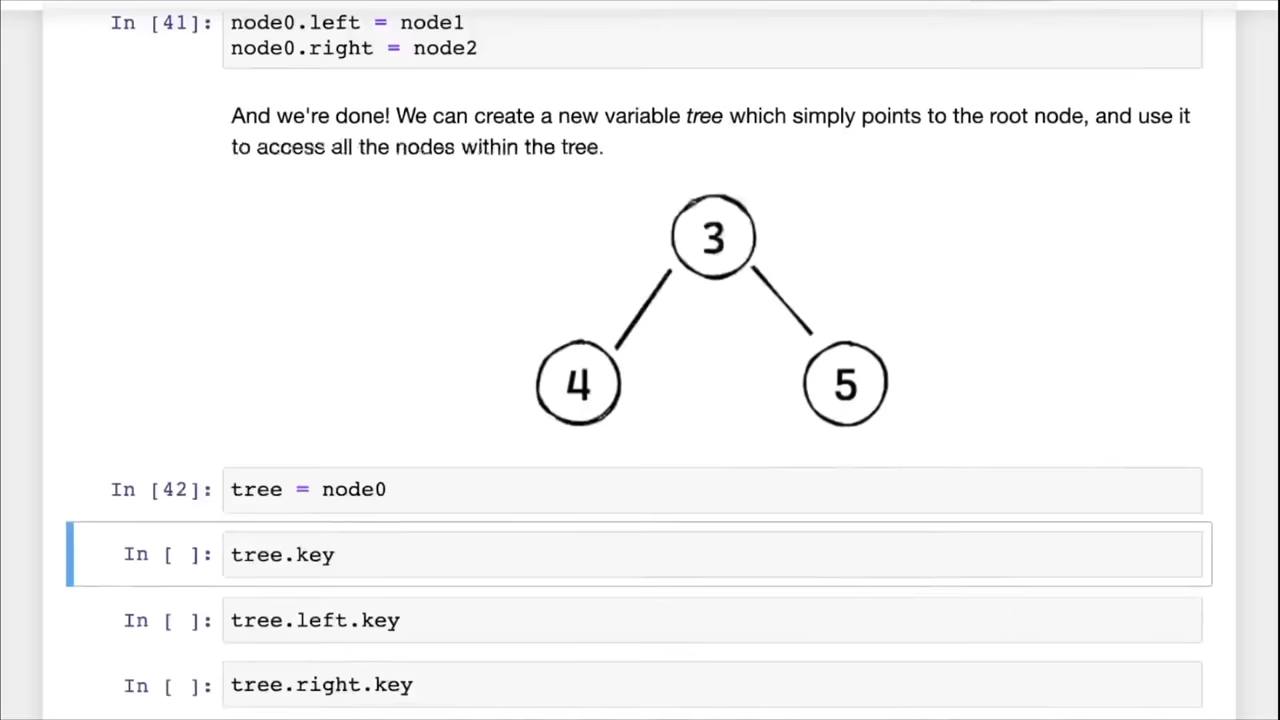 In [41]: node0.left = node1
node0.right = node2
And we're done! We can create a new variable tree which simply points to the root node, and use it
to access all the nodes within the tree.
3
4 5
In [42]: tree = node0
In [ ]: tree.key
In [ ]: tree.left.key
In [ ]: tree.right.key